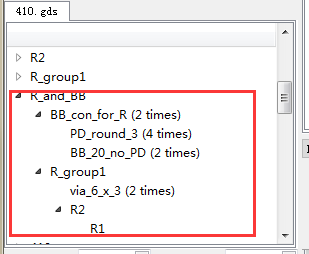 410.gds
R2
R_group1
R_and_BB
BB_con_for_R (2 times)
PD_round_3 (4 times)
BB_20_no_PD (2 times)
R_group1
via_6_x_3 (2 times)
R2
R1